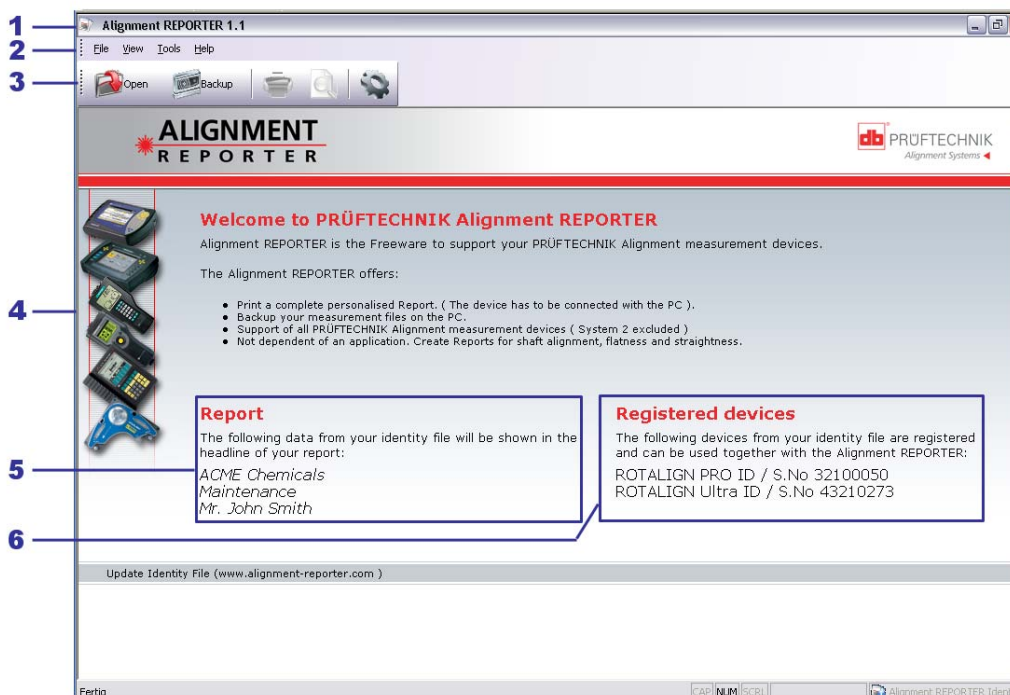 1
Alignment REPORTER 1.1
2
File View Tools Help
3
Open Backup
ALIGNMENT
REPORTER
db PRÜFTECHNIK
Alignment Systems
4
Welcome to PRÜFTECHNIK Alignment REPORTER
Alignment REPORTER is the Freeware to support your PRÜFTECHNIK Alignment measurement devices.
The Alignment REPORTER offers:
● Print a complete personalised Report. ( The device has to be connected with the PC ).
● Backup your measurement files on the PC.
● Support of all PRÜFTECHNIK Alignment measurement devices ( System 2 excluded )
● Not dependent of an application. Create Reports for shaft alignment, flatness and straightness.
5
Report
The following data from your identity file will be shown in the
headline of your report:
ACME Chemicals
Maintenance
Mr. John Smith
6
Registered devices
The following devices from your identity file are registered
and can be used together with the Alignment REPORTER:
ROTALIGN PRO ID / S.No 32100050
ROTALIGN Ultra ID / S.No 43210273
Update Identity File (www.alignment-reporter.com )
Fertig
CAP NUM SCRL
Alignment REPORTER Ident